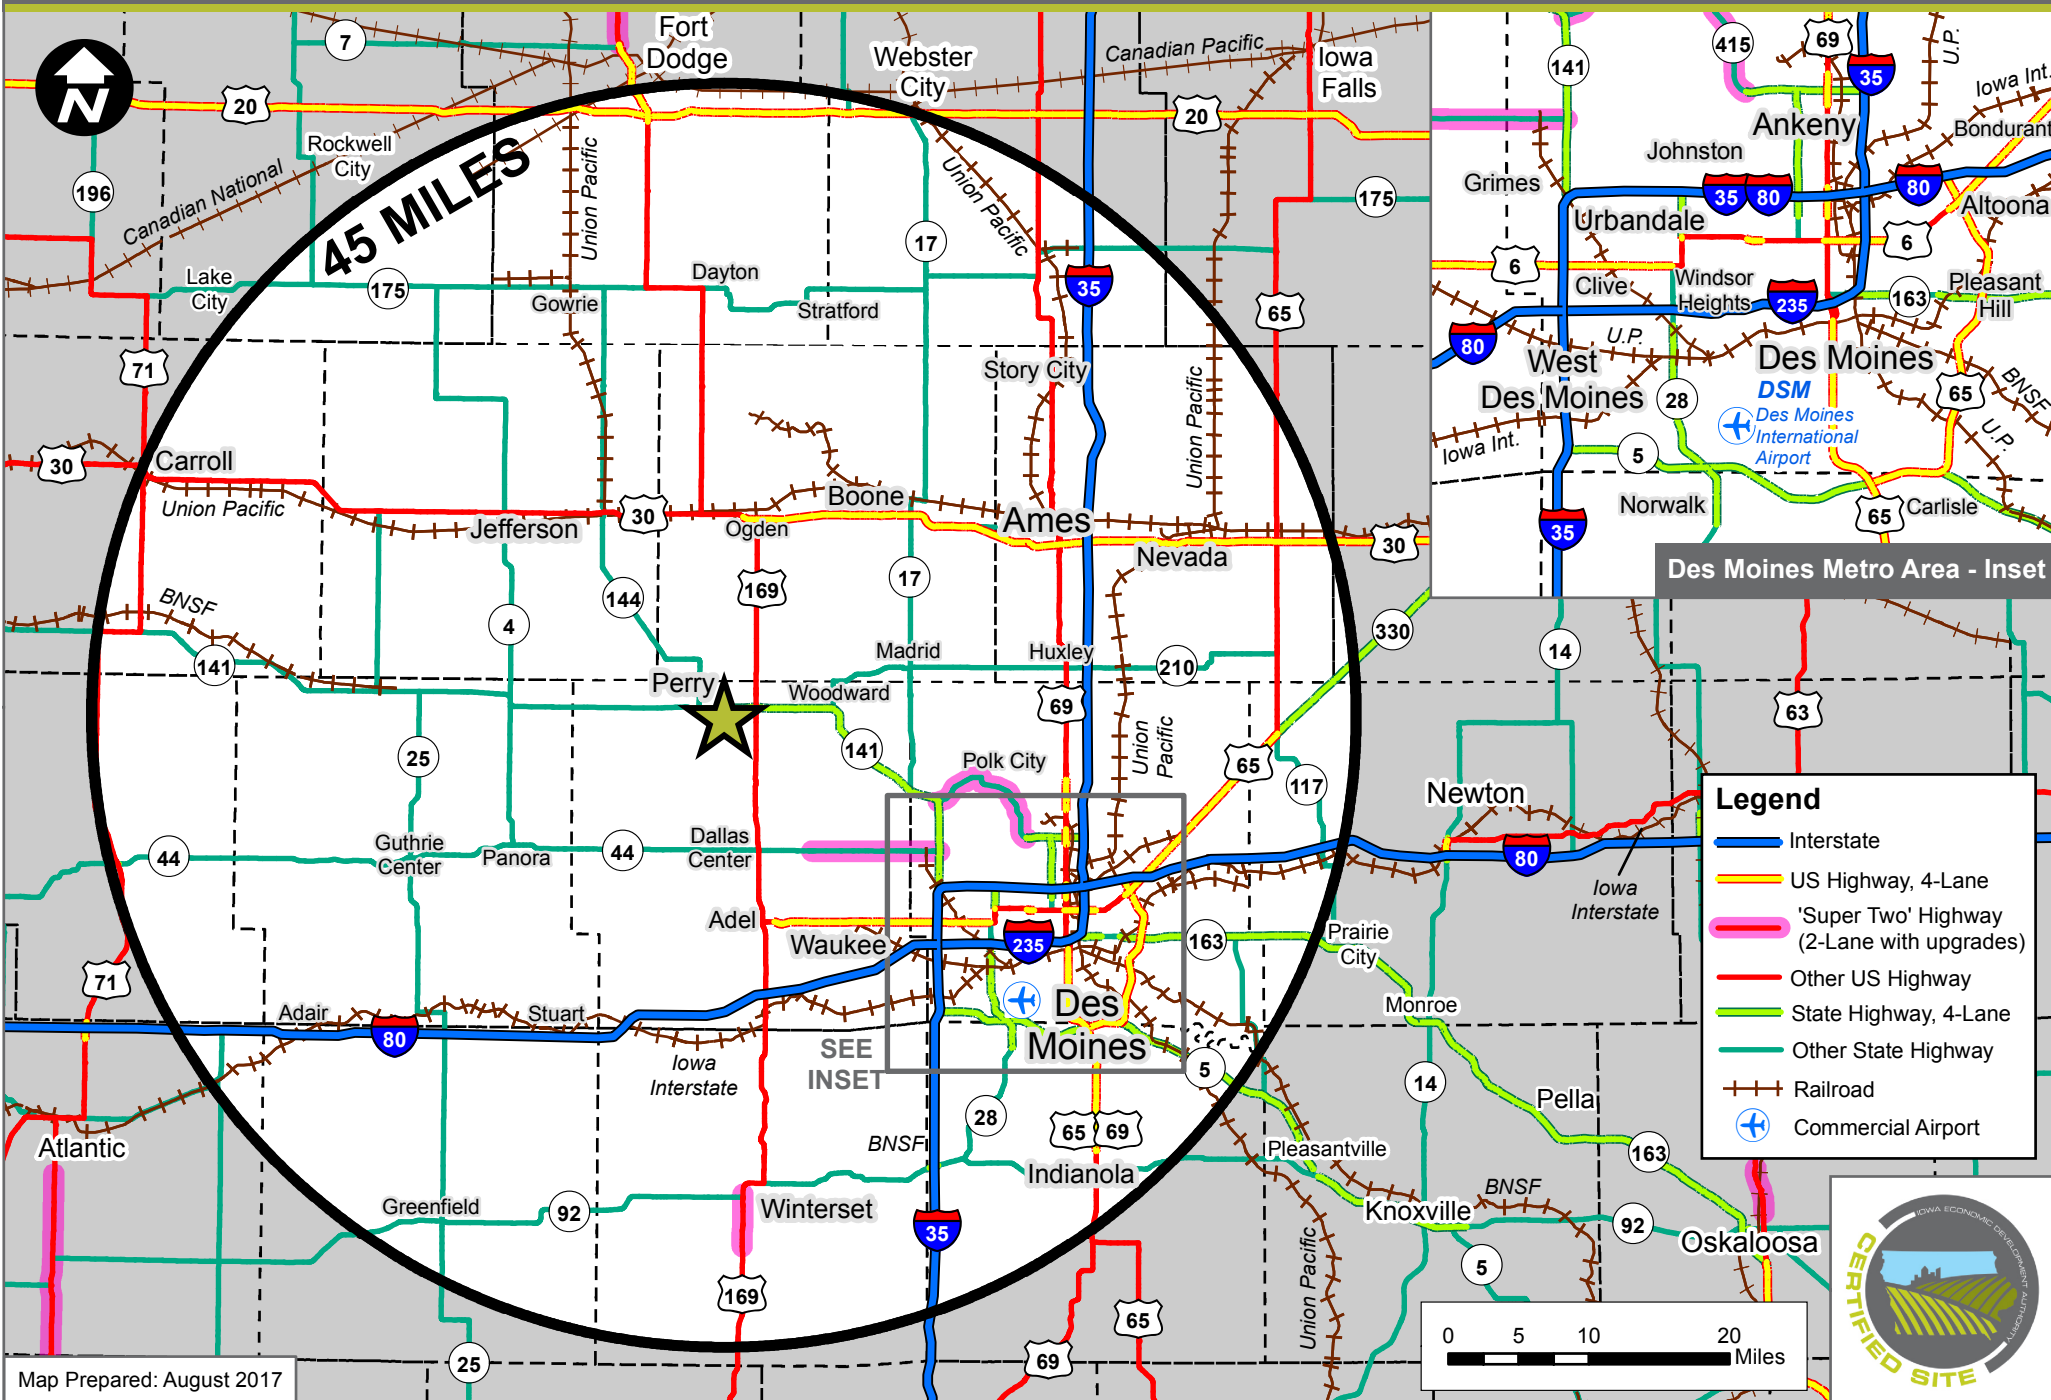 Fort
Dodge
Webster
City
Canadian Pacific
Iowa
Falls
7
N
20
20
Rockwell
City
45 MILES
Union Pacific
Union Pacific
Canadian National
196
175
17
Lake
City
175
Gowrie
Dayton
Stratford
35
65
71
Story City
Union Pacific
30
Carroll
Union Pacific
Jefferson
30
Ogden
Boone
Ames
Nevada
30
BNSF
141
4
144
169
17
Madrid
Huxley
210
330
14
63
Perry
Woodward
69
25
141
Polk City
Union
Pacific
65
117
Newton
80
Iowa
Interstate
44
Guthrie
Center
Panora
44
Dallas
Center
Adel
Waukee
235
163
Prairie
City
71
Adair
80
Stuart
Iowa
Interstate
SEE
INSET
Des
Moines
5
Monroe
14
Pella
163
Atlantic
BNSF
28
65
69
Indianola
Pleasantville
Knoxville
BNSF
92
Oskaloosa
Greenfield
92
Winterset
35
169
25
69
65
Union Pacific
5
141
415
69
35
U.P.
Iowa Int.
Ankeny
Bondurant
Johnston
Grimes
35
80
80
Urbandale
Altoona
6
6
Clive
Windsor
Heights
235
163
Pleasant
Hill
80
U.P.
West
Des Moines
Des Moines
DSM
Des Moines
International
Airport
28
65
BNSF
U.P.
Iowa Int.
5
Norwalk
65
Carlisle
35
Des Moines Metro Area - Inset
Legend
Interstate
US Highway, 4-Lane
'Super Two' Highway
(2-Lane with upgrades)
Other US Highway
State Highway, 4-Lane
Other State Highway
Railroad
Commercial Airport
0 5 10 20
Miles
IOWA ECONOMIC DEVELOPMENT AUTHORITY
CERTIFIED SITE
Map Prepared: August 2017